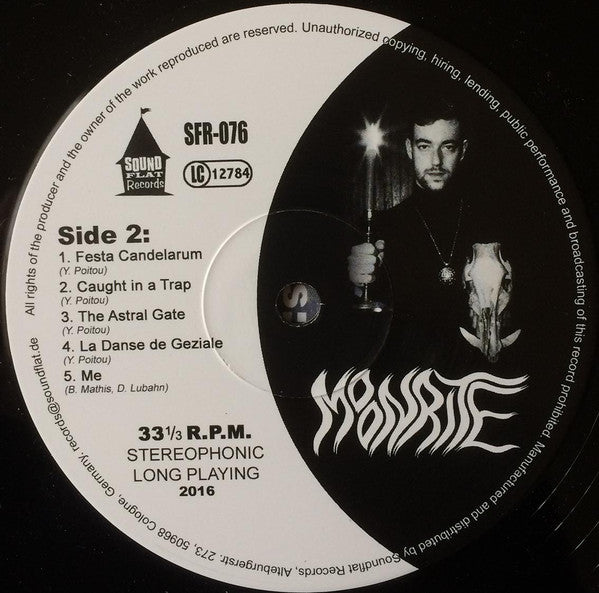 All rights of the producer and the owner of the work reproduced are reserved. Unauthorized copying, hiring, lending, public performance and broadcasting of this record prohibited. Manufactured and distributed by Soundflat Records, Alteburgerstr. 273, 50968 Cologne, Germany, records@soundflat.de
SOUND
FLAT
Records
SFR-076
LC 12784
Side 2:
1. Festa Candelarum
(Y. Poitou)
2. Caught in a Trap
(Y. Poitou)
3. The Astral Gate
(Y. Poitou)
4. La Danse de Geziale
(Y. Poitou)
5. Me
(B. Mathis, D. Lubahn)
33 1/3 R.P.M.
STEREOPHONIC
LONG PLAYING
2016
MOONRITE